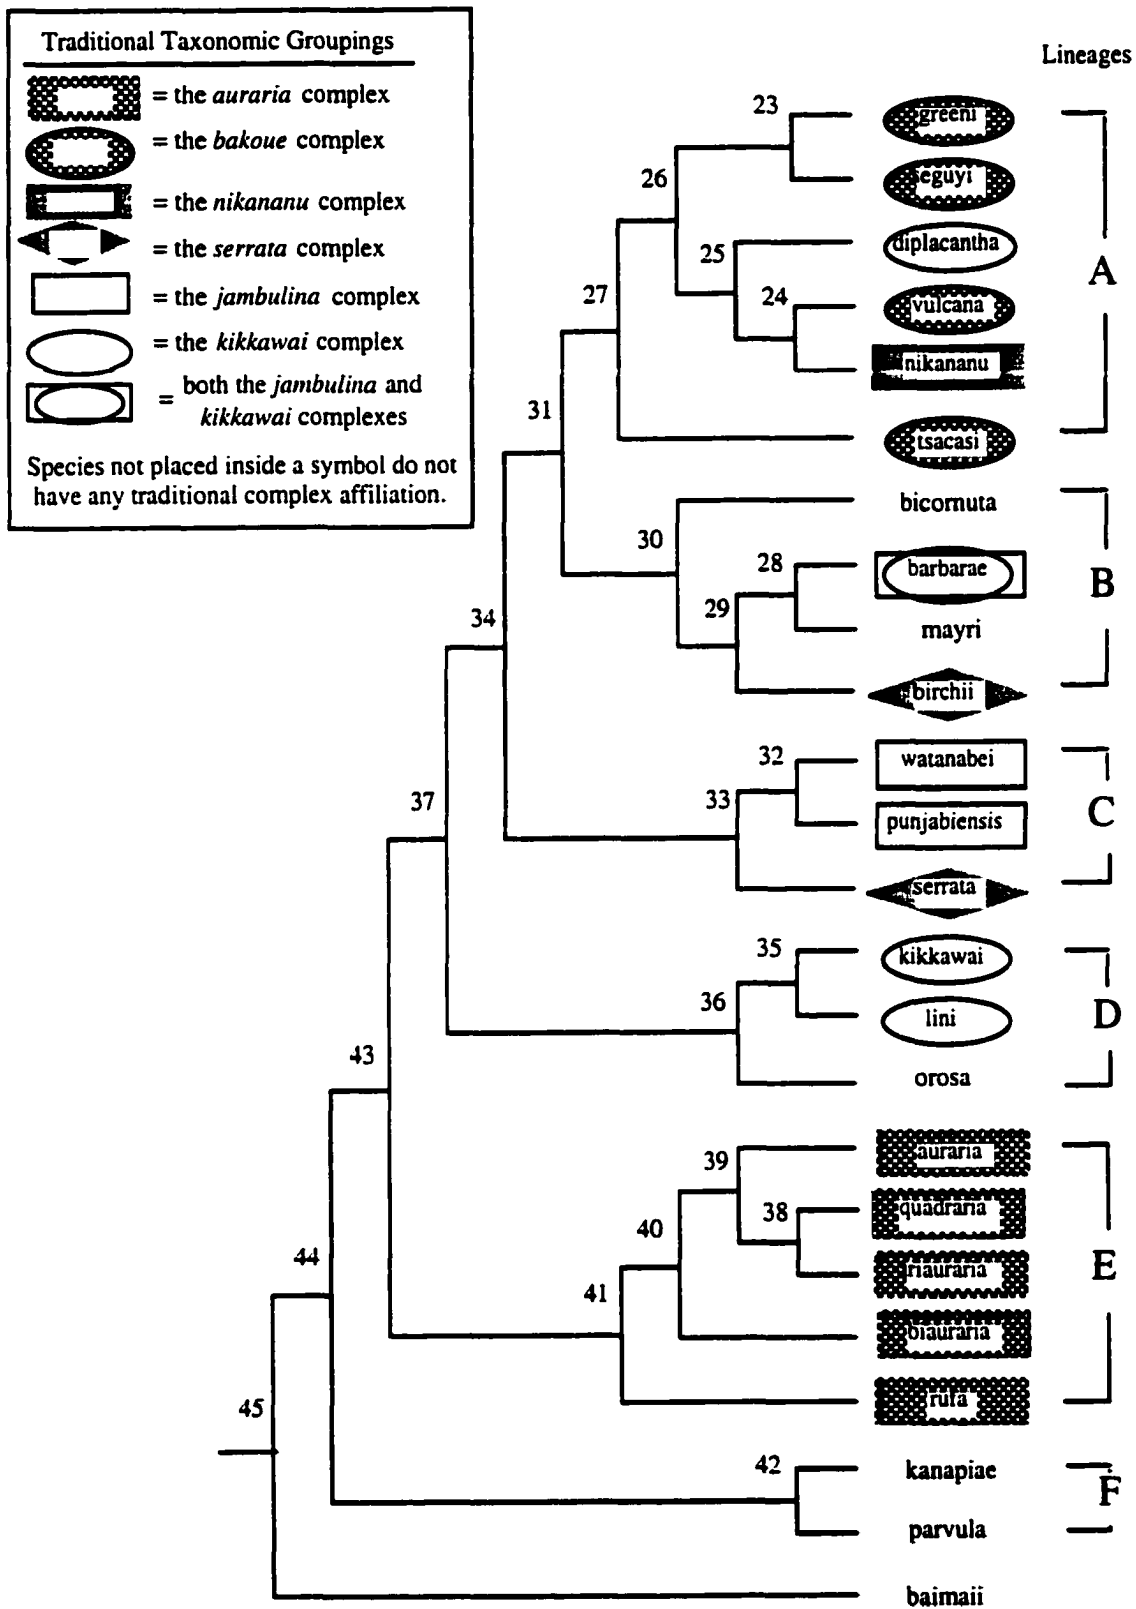 Traditional Taxonomic Groupings
= the auraria complex
= the bakoue complex
= the nikananu complex
= the serrata complex
= the jambulina complex
= the kikkawai complex
= both the jambulina and
kikkawai complexes
Species not placed inside a symbol do not
have any traditional complex affiliation.
Lineages
23
greeni
26
seguyi
25
diplacantha
A
27
24
vulcana
nikananu
31
tsacasi
bicornuta
30
28
barbarae
B
34
29
mayri
birchii
32
watanabei
37
33
punjabiensis
C
serrata
35
kikkawai
36
lini
D
43
orosa
39
auraria
38
quadraria
44
40
riauraria
E
41
biauraria
45
rufa
42
kanapiae
F
parvula
baimaii